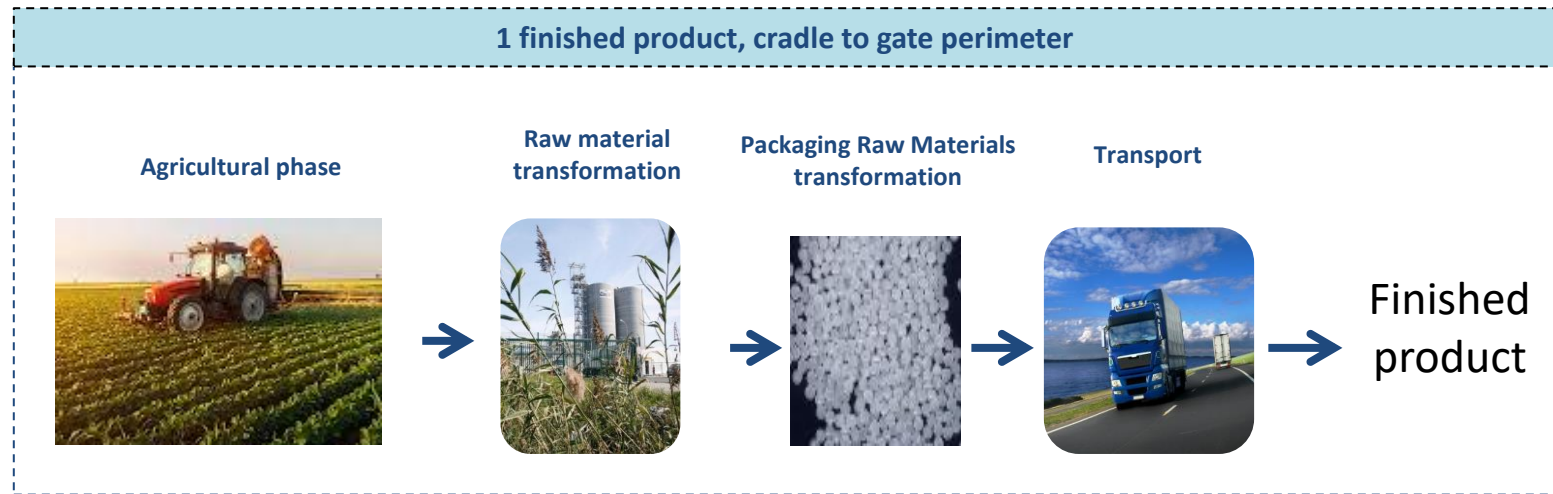 1 finished product, cradle to gate perimeter
Agricultural phase
Raw material
transformation
Packaging Raw Materials
transformation
Transport
Finished
product